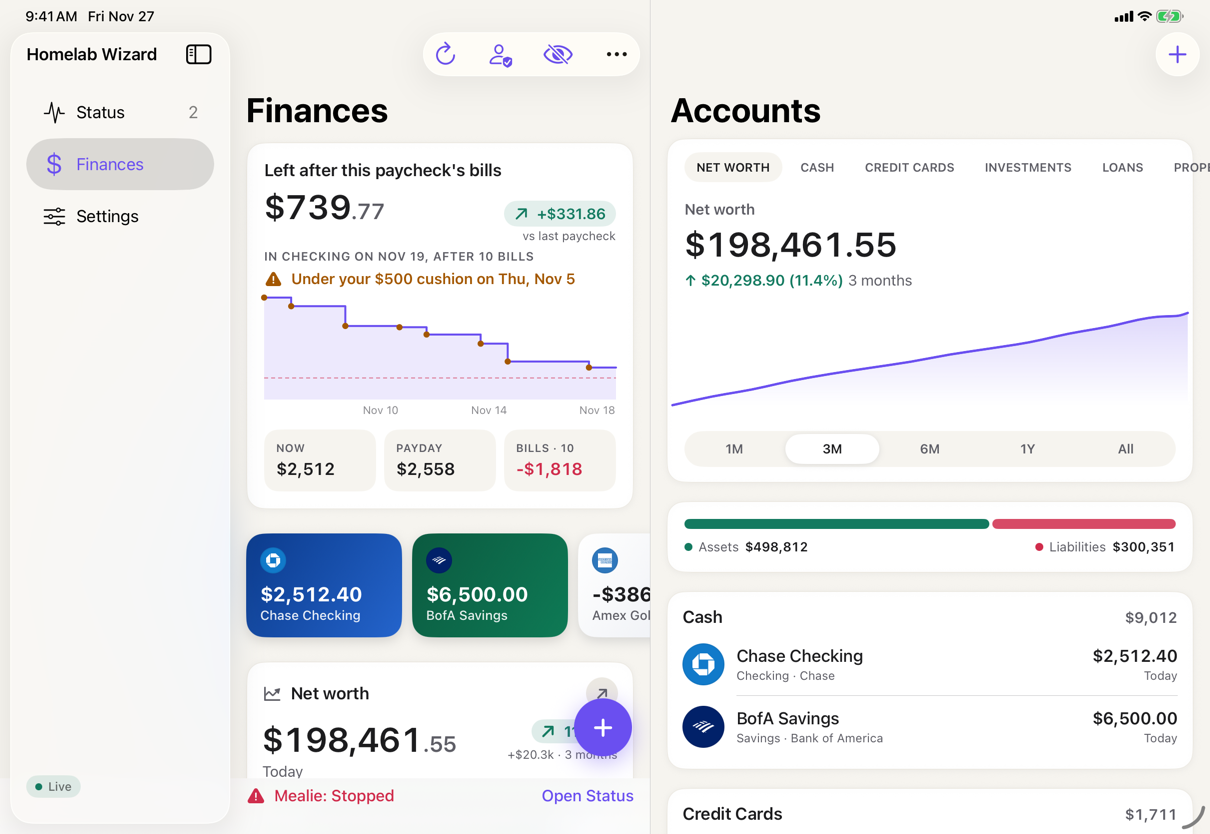 9:41 AM Fri Nov 27
Homelab Wizard
Status 2
Finances
Settings
Live
Finances
Left after this paycheck's bills
$739.77
+$331.86
vs last paycheck
IN CHECKING ON NOV 19, AFTER 10 BILLS
Under your $500 cushion on Thu, Nov 5
Nov 10 Nov 14 Nov 18
NOW PAYDAY BILLS · 10
$2,512 $2,558 -$1,818
$2,512.40 $6,500.00 -$386
Chase Checking BofA Savings Amex Gol
Net worth
$198,461.55
+$20.3k · 3 months
Today
Mealie: Stopped Open Status
Accounts
NET WORTH CASH CREDIT CARDS INVESTMENTS LOANS PROPE
Net worth
$198,461.55
$20,298.90 (11.4%) 3 months
1M 3M 6M 1Y All
Assets $498,812 Liabilities $300,351
Cash $9,012
Chase Checking $2,512.40
Checking · Chase Today
BofA Savings $6,500.00
Savings · Bank of America Today
Credit Cards $1,711